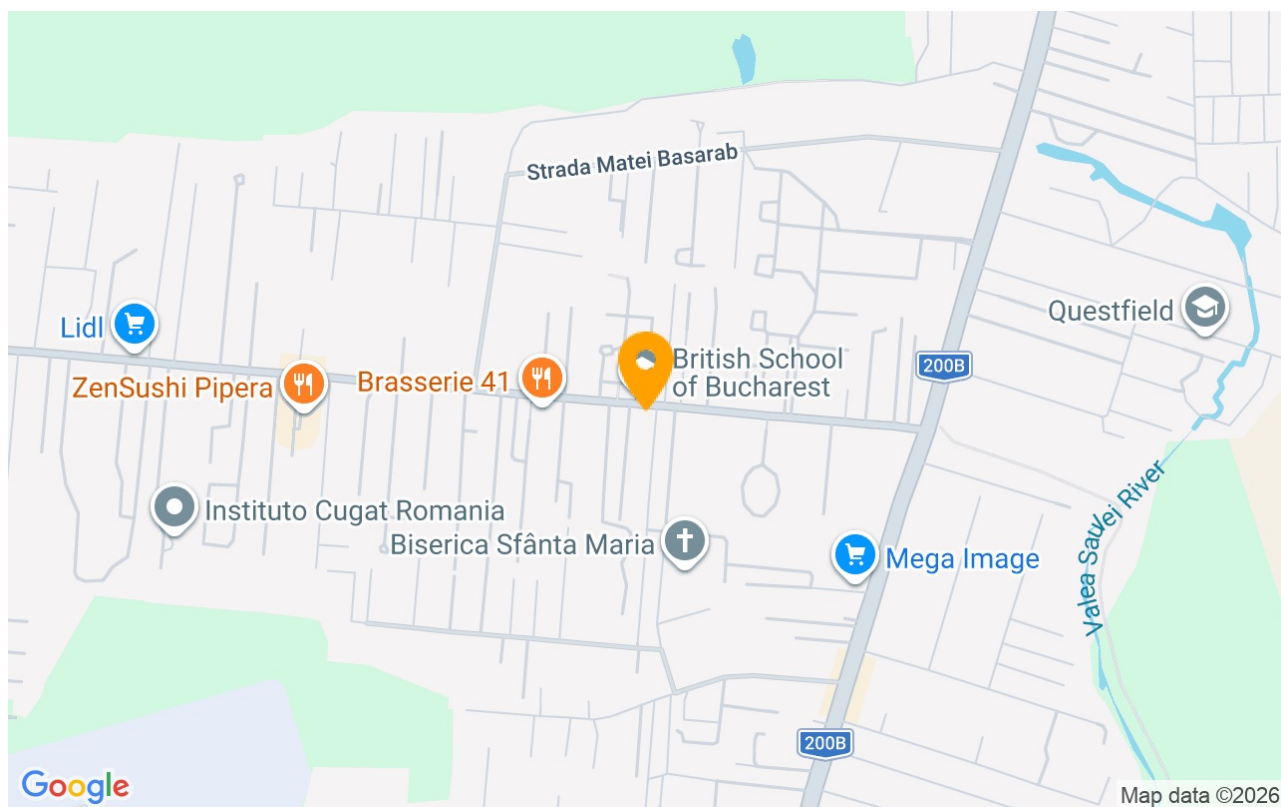 Strada Matei Basarab
Lidl
Questfield
British School
of Bucharest
200B
Brasserie 41
ZenSushi Pipera
Instituto Cugat Romania
Biserica Sfânta Maria
Mega Image
Valea Saulei River
200B
Google
Map data ©2026